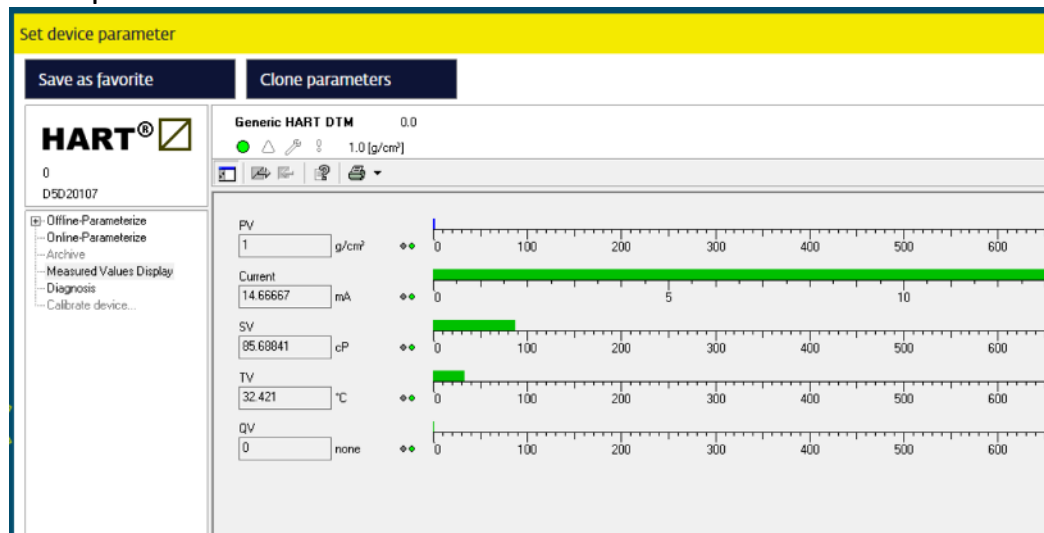 Set device parameter
Save as favorite Clone parameters
HART®
0
D5D20107
Generic HART DTM 0.0
1.0 [g/cm³]
Offline-Parameterize
Online-Parameterize
Archive
Measured Values Display
Diagnosis
Calibrate device...
PV
1 g/cm³
0 100 200 300 400 500 600
Current
14.66667 mA
0 5 10
SV
85.68841 cP
0 100 200 300 400 500 600
TV
32.421 °C
0 100 200 300 400 500 600
QV
0 none
0 100 200 300 400 500 600